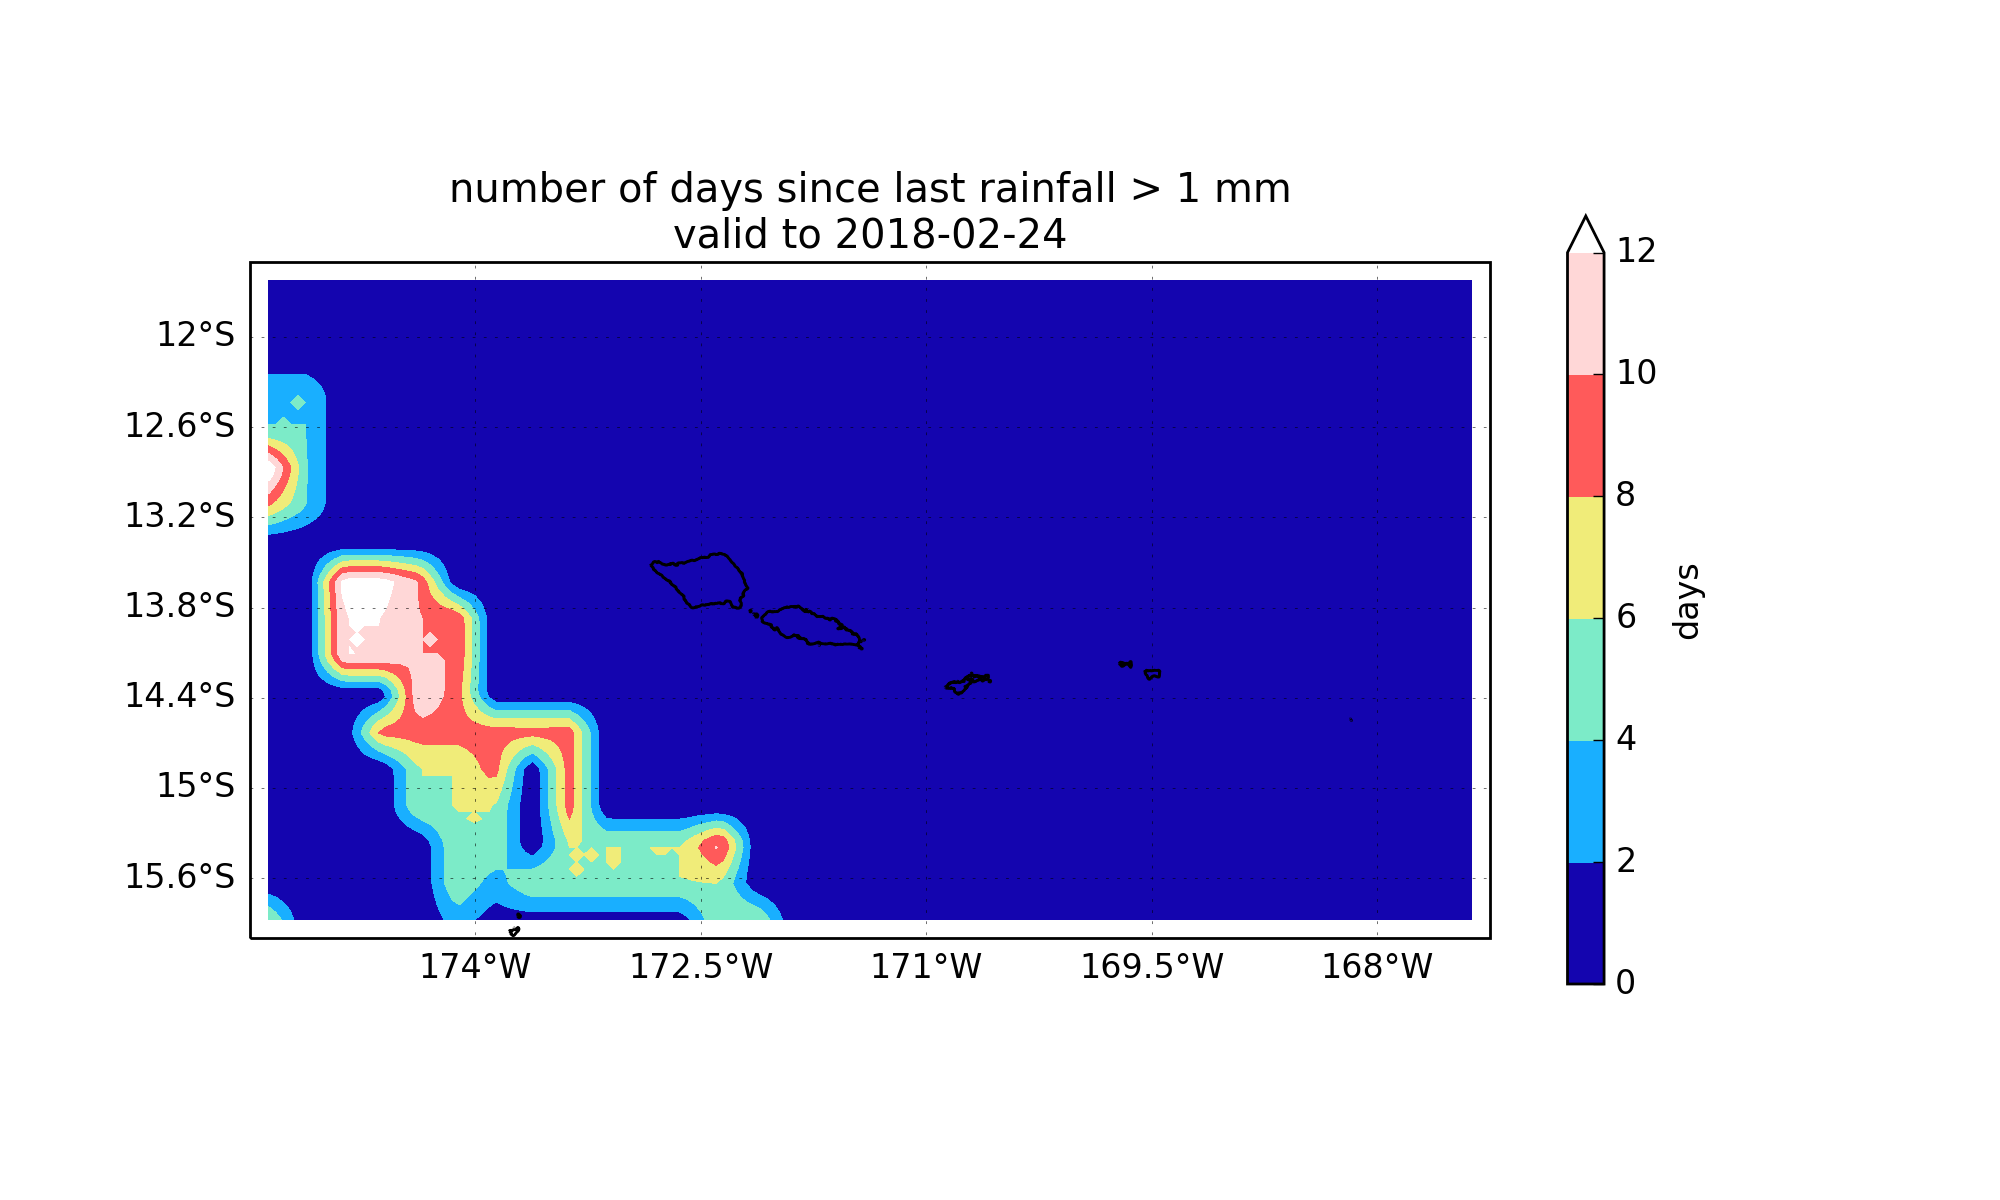 number of days since last rainfall > 1 mm
valid to 2018-02-24
12°S
12.6°S
13.2°S
13.8°S
14.4°S
15°S
15.6°S
174°W
172.5°W
171°W
169.5°W
168°W
12
10
8
6
4
2
0
days